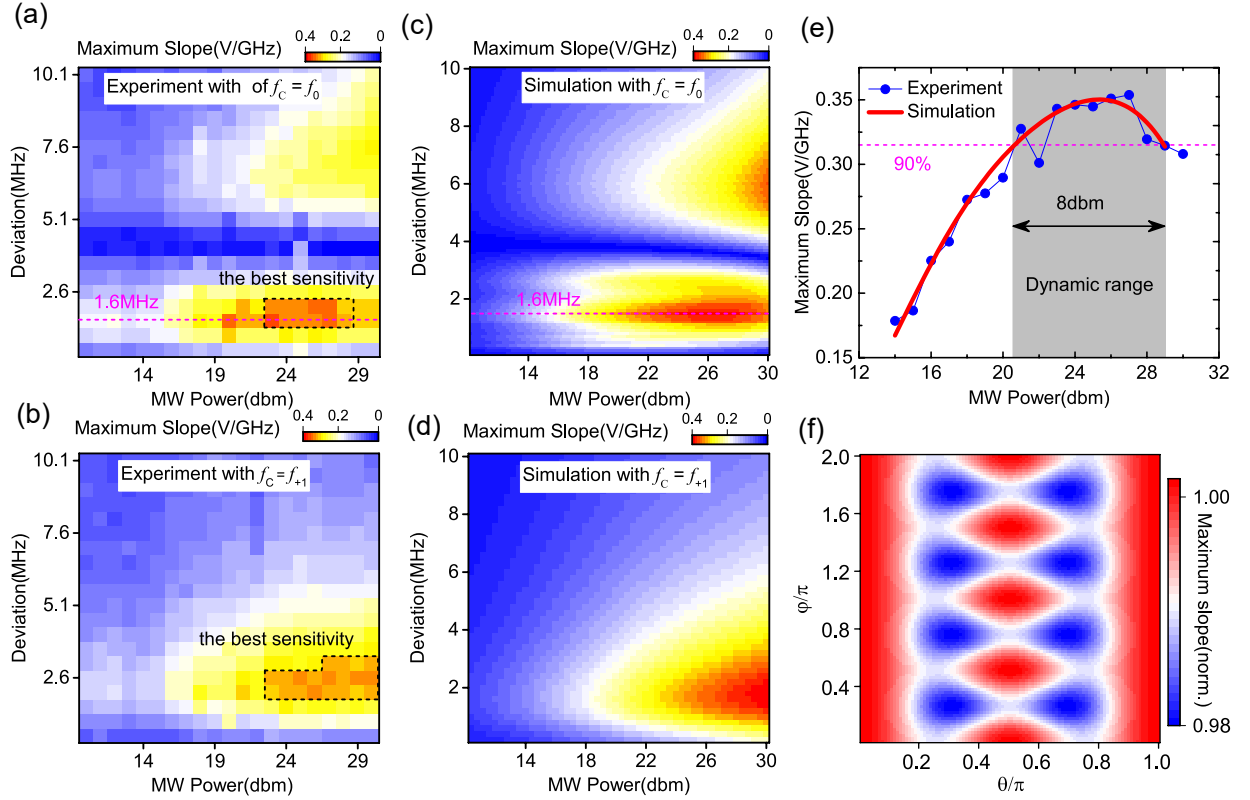 (a)
Maximum Slope(V/GHz)
0.4 0.2 0
Experiment with of fC = f0
10.1
7.6
5.1
2.6
Deviation(MHz)
the best sensitivity
1.6MHz
14 19 24 29
MW Power(dbm)
(b)
Maximum Slope(V/GHz)
0.4 0.2 0
Experiment with fC = f+1
10.1
7.6
5.1
2.6
Deviation(MHz)
the best sensitivity
14 19 24 29
MW Power(dbm)
(c)
Maximum Slope(V/GHz)
0.4 0.2 0
Simulation with fC = f0
10
8
6
4
2
Deviation(MHz)
1.6MHz
14 18 22 26 30
MW Power(dbm)
(d)
Maximum Slope(V/GHz)
0.4 0.2 0
Simulation with fC = f+1
10
8
6
4
2
Deviation(MHz)
14 18 22 26 30
MW Power(dbm)
(e)
Experiment
Simulation
0.35
0.30
0.25
0.20
0.15
Maximum Slope(V/GHz)
90%
8dbm
Dynamic range
12 16 20 24 28 32
MW Power(dbm)
(f)
2.0
1.6
1.2
0.8
0.4
φ/π
0.2 0.4 0.6 0.8 1.0
θ/π
1.00
0.98
Maximum slope(norm.)